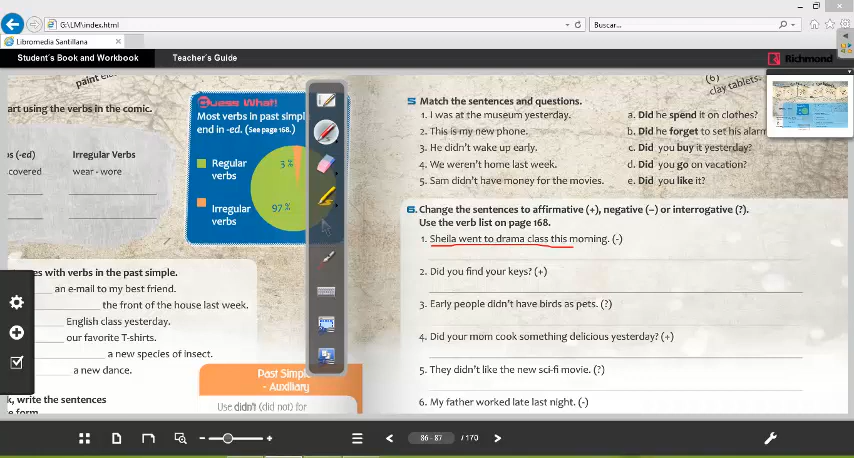 G:\LM\index.html
Buscar...
Libromedia Santillana
Student's Book and Workbook
Teacher's Guide
Richmond
paint
(6)
clay tablets.
art using the verbs in the comic.
s (-ed)
Irregular Verbs
covered
wear - wore
Guess What!
Most verbs in past simpl
end in -ed. (See page 168.)
Regular
verbs
3 %
Irregular
verbs
97 %
es with verbs in the past simple.
an e-mail to my best friend.
the front of the house last week.
English class yesterday.
our favorite T-shirts.
a new species of insect.
a new dance.
k, write the sentences
e form.
Past Simple
- Auxiliary
Use didn't (did not) for
5 Match the sentences and questions.
1. I was at the museum yesterday.
a. Did he spend it on clothes?
2. This is my new phone.
b. Did he forget to set his alarm
3. He didn't wake up early.
c. Did you buy it yesterday?
4. We weren't home last week.
d. Did you go on vacation?
5. Sam didn't have money for the movies.
e. Did you like it?
6. Change the sentences to affirmative (+), negative (–) or interrogative (?).
Use the verb list on page 168.
1. Sheila went to drama class this morning. (-)
2. Did you find your keys? (+)
3. Early people didn't have birds as pets. (?)
4. Did your mom cook something delicious yesterday? (+)
5. They didn't like the new sci-fi movie. (?)
6. My father worked late last night. (-)
86 - 87 / 170